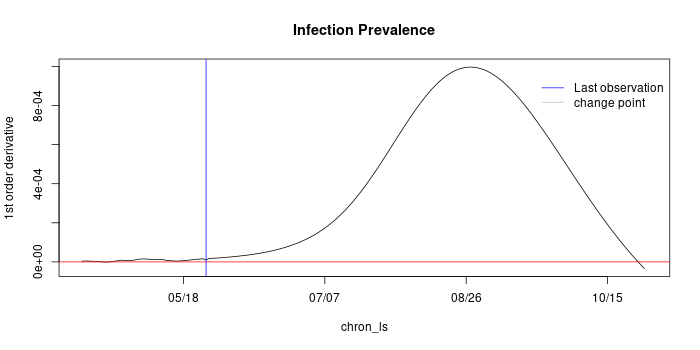 Infection Prevalence
Last observation
change point
1st order derivative
8e-04
4e-04
0e+00
05/18 07/07 08/26 10/15
chron_ls